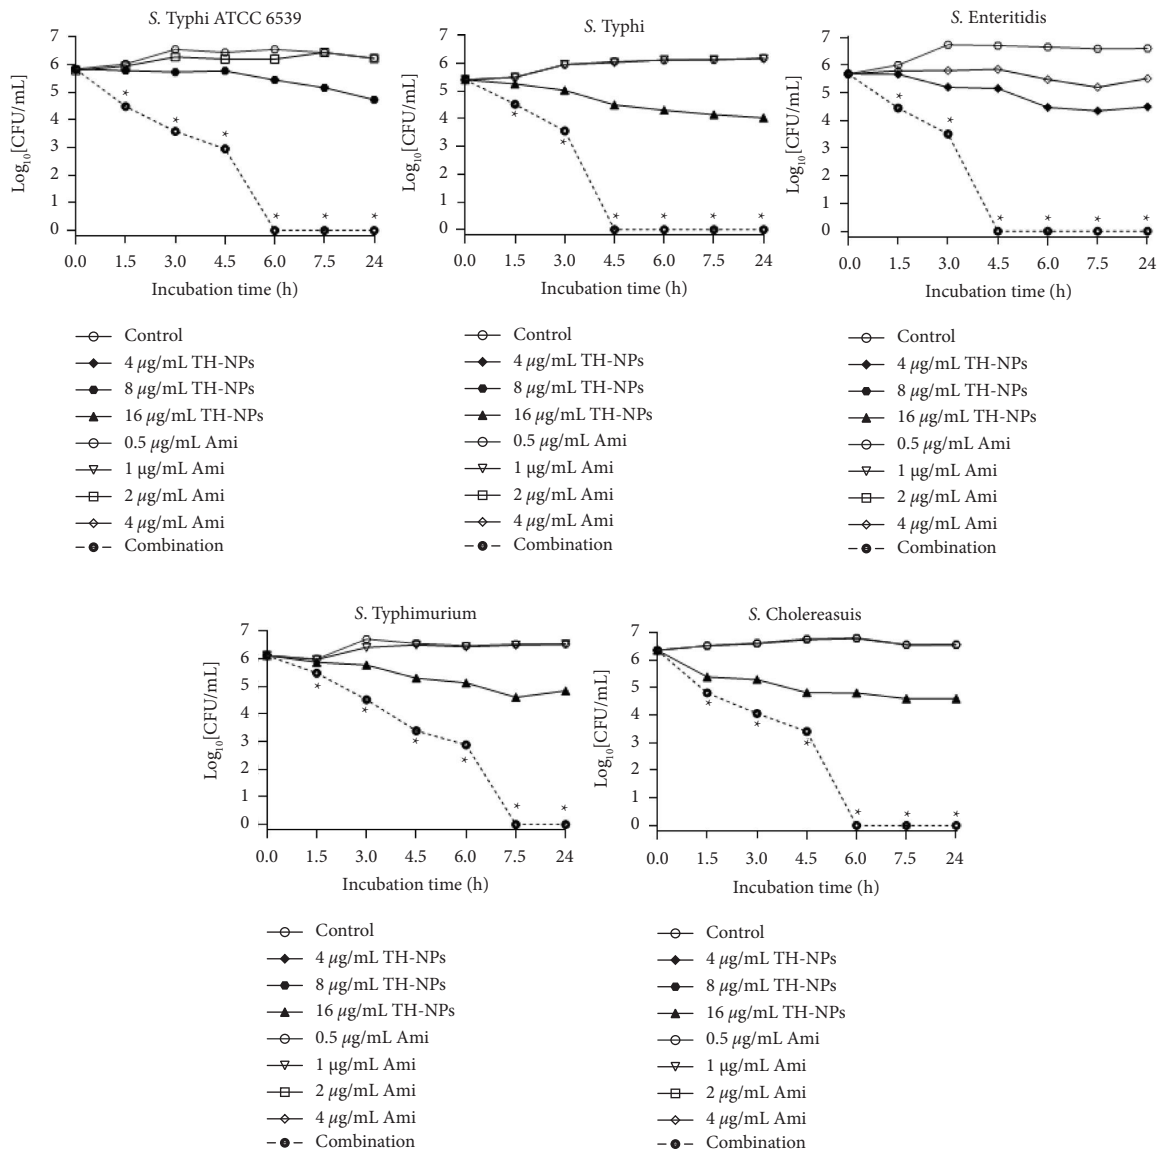 S. Typhi ATCC 6539
Log10[CFU/mL]
7
6
5
4
3
2
1
0
0.0 1.5 3.0 4.5 6.0 7.5 24
Incubation time (h)
Control
4 µg/mL TH-NPs
8 µg/mL TH-NPs
16 µg/mL TH-NPs
0.5 µg/mL Ami
1 µg/mL Ami
2 µg/mL Ami
4 µg/mL Ami
Combination
S. Typhi
Log10[CFU/mL]
7
6
5
4
3
2
1
0
0.0 1.5 3.0 4.5 6.0 7.5 24
Incubation time (h)
Control
4 µg/mL TH-NPs
8 µg/mL TH-NPs
16 µg/mL TH-NPs
0.5 µg/mL Ami
1 µg/mL Ami
2 µg/mL Ami
4 µg/mL Ami
Combination
S. Enteritidis
Log10[CFU/mL]
7
6
5
4
3
2
1
0
0.0 1.5 3.0 4.5 6.0 7.5 24
Incubation time (h)
Control
4 µg/mL TH-NPs
8 µg/mL TH-NPs
16 µg/mL TH-NPs
0.5 µg/mL Ami
1 µg/mL Ami
2 µg/mL Ami
4 µg/mL Ami
Combination
S. Typhimurium
Log10[CFU/mL]
7
6
5
4
3
2
1
0
0.0 1.5 3.0 4.5 6.0 7.5 24
Incubation time (h)
Control
4 µg/mL TH-NPs
8 µg/mL TH-NPs
16 µg/mL TH-NPs
0.5 µg/mL Ami
1 µg/mL Ami
2 µg/mL Ami
4 µg/mL Ami
Combination
S. Cholereasuis
Log10[CFU/mL]
7
6
5
4
3
2
1
0
0.0 1.5 3.0 4.5 6.0 7.5 24
Incubation time (h)
Control
4 µg/mL TH-NPs
8 µg/mL TH-NPs
16 µg/mL TH-NPs
0.5 µg/mL Ami
1 µg/mL Ami
2 µg/mL Ami
4 µg/mL Ami
Combination